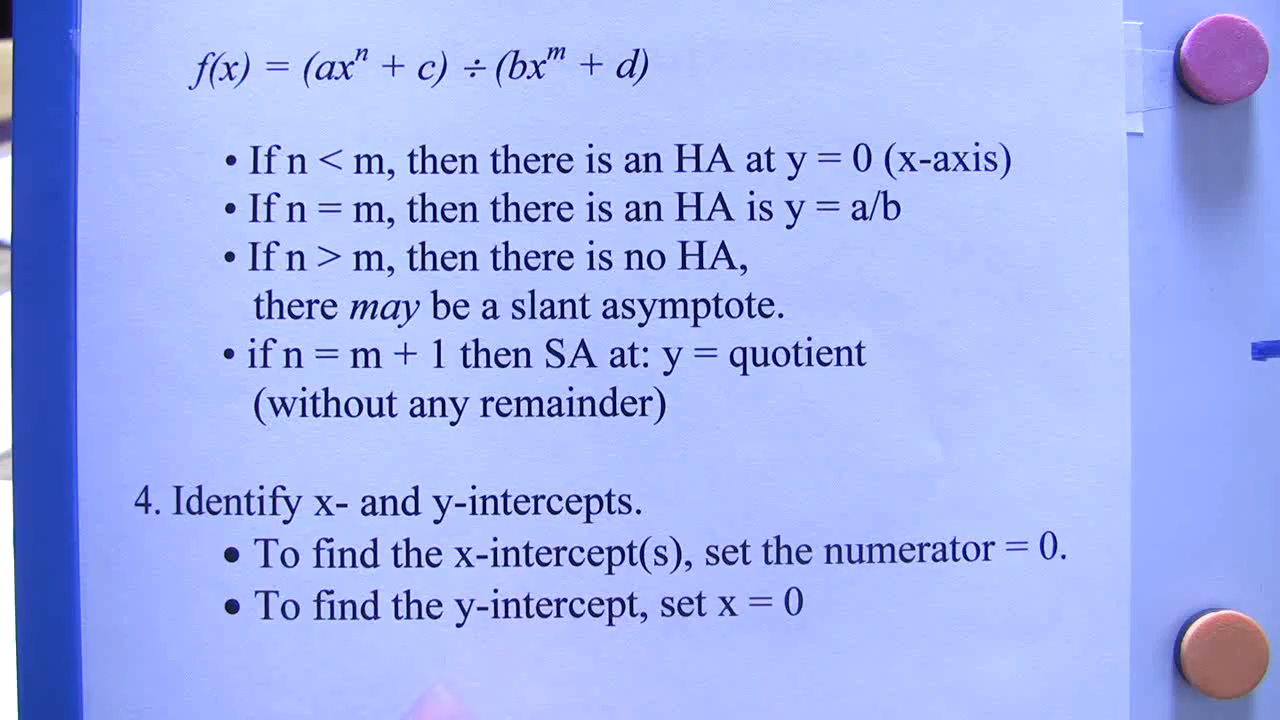 f(x) = (axⁿ + c) ÷ (bxᵐ + d)
• If n < m, then there is an HA at y = 0 (x-axis)
• If n = m, then there is an HA is y = a/b
• If n > m, then there is no HA,
there may be a slant asymptote.
• if n = m + 1 then SA at: y = quotient
(without any remainder)
4. Identify x- and y-intercepts.
• To find the x-intercept(s), set the numerator = 0.
• To find the y-intercept, set x = 0